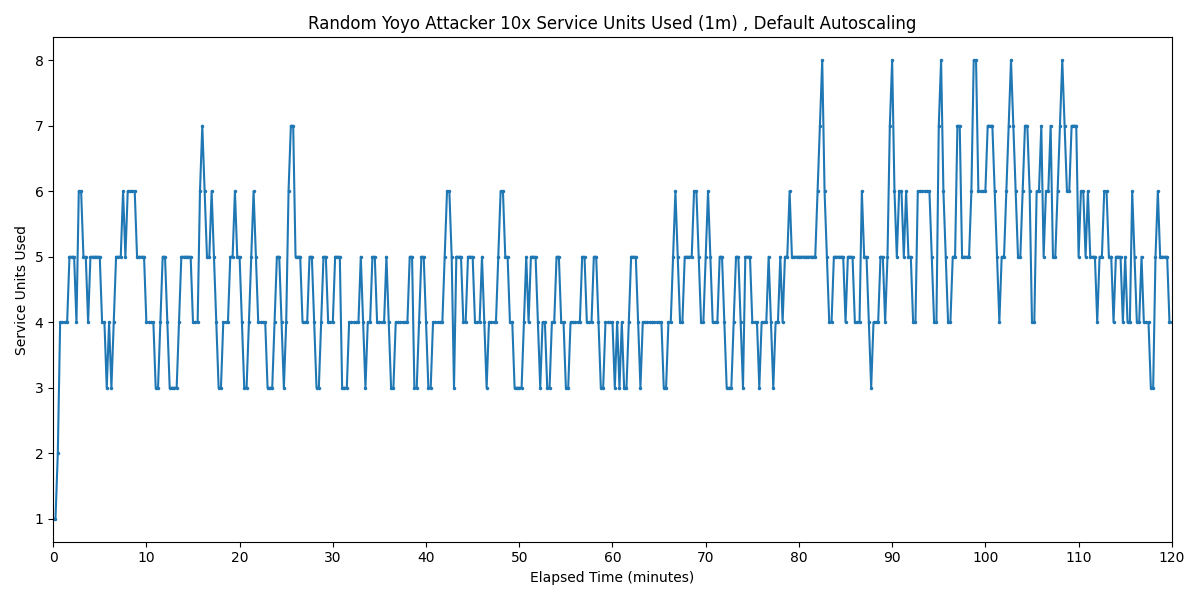 Random Yoyo Attacker 10x Service Units Used (1m) , Default Autoscaling
Service Units Used
8
7
6
5
4
3
2
1
0 10 20 30 40 50 60 70 80 90 100 110 120
Elapsed Time (minutes)